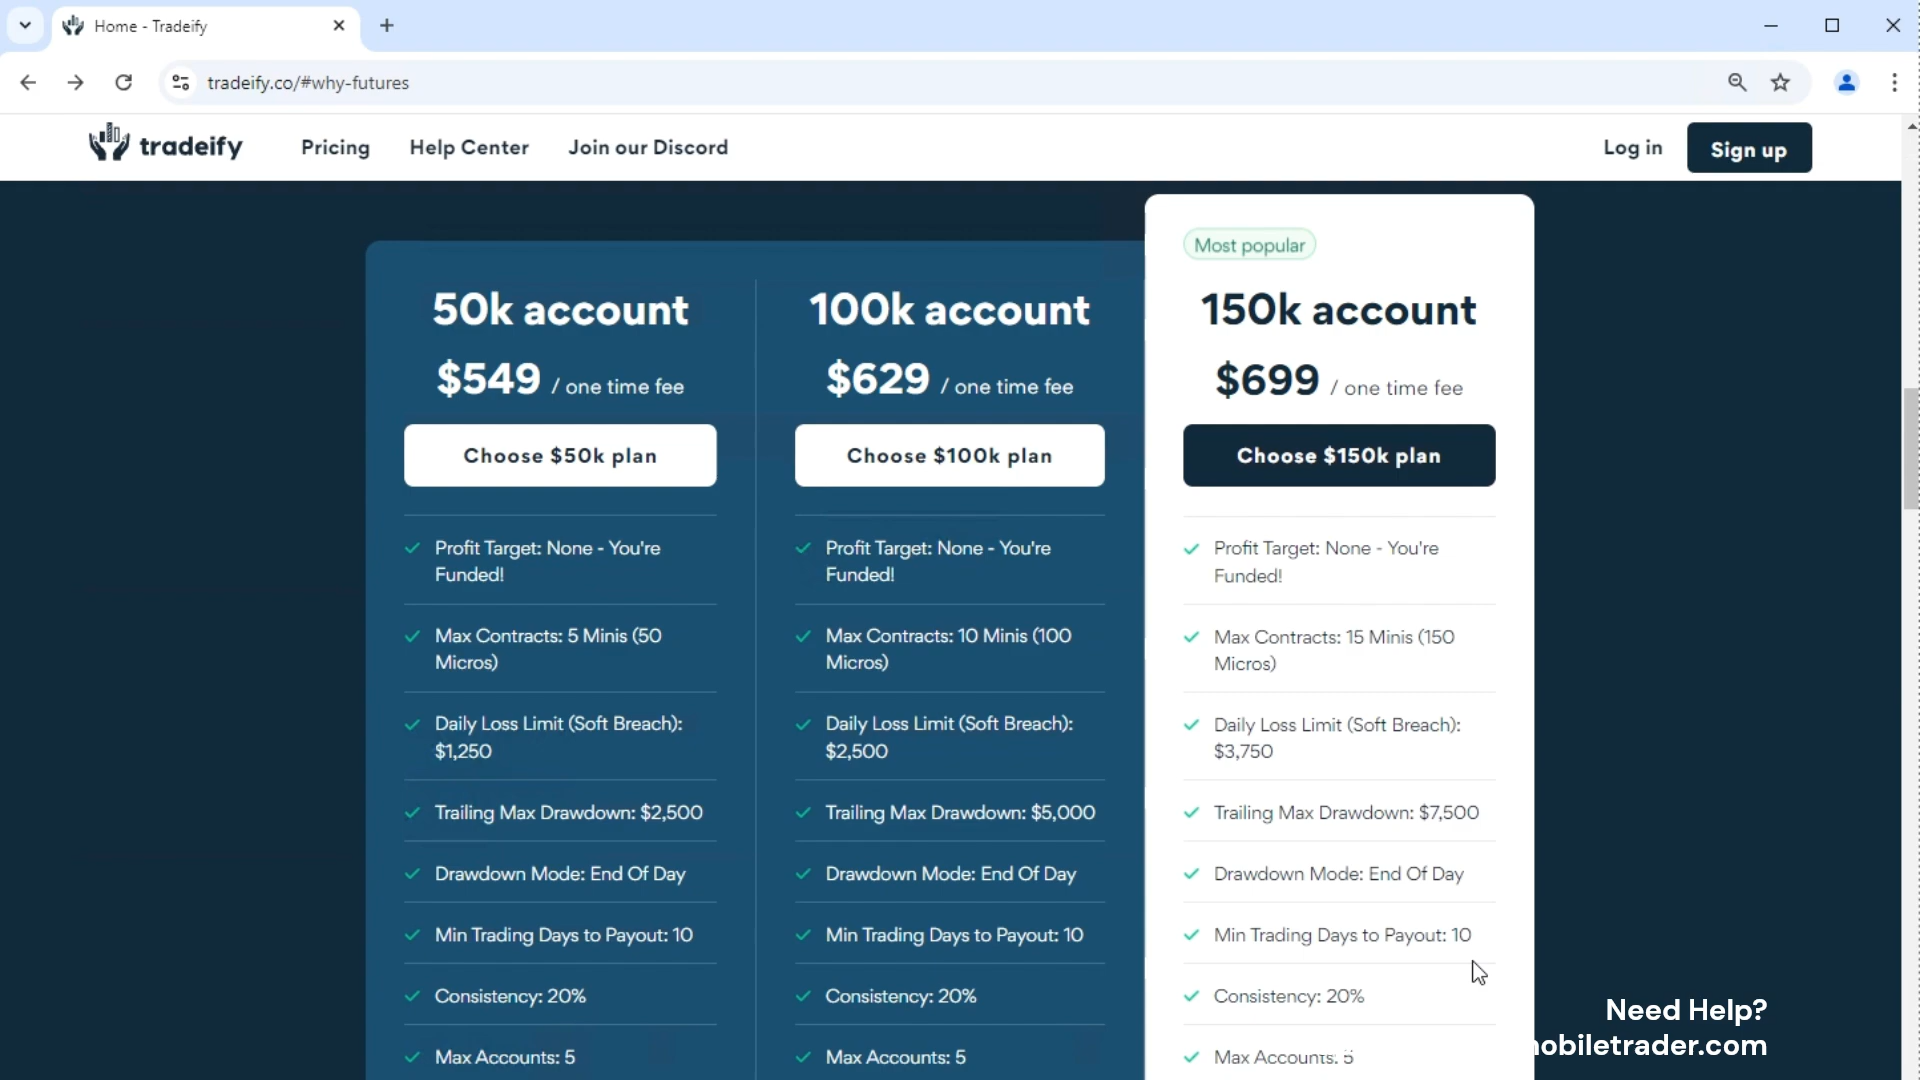 Home - Tradeify
tradeify.co/#why-futures
tradeify
Pricing
Help Center
Join our Discord
Log in
Sign up
50k account
$549 / one time fee
Choose $50k plan
Profit Target: None - You're
Funded!
Max Contracts: 5 Minis (50
Micros)
Daily Loss Limit (Soft Breach):
$1,250
Trailing Max Drawdown: $2,500
Drawdown Mode: End Of Day
Min Trading Days to Payout: 10
Consistency: 20%
Max Accounts: 5
100k account
$629 / one time fee
Choose $100k plan
Profit Target: None - You're
Funded!
Max Contracts: 10 Minis (100
Micros)
Daily Loss Limit (Soft Breach):
$2,500
Trailing Max Drawdown: $5,000
Drawdown Mode: End Of Day
Min Trading Days to Payout: 10
Consistency: 20%
Max Accounts: 5
Most popular
150k account
$699 / one time fee
Choose $150k plan
Profit Target: None - You're
Funded!
Max Contracts: 15 Minis (150
Micros)
Daily Loss Limit (Soft Breach):
$3,750
Trailing Max Drawdown: $7,500
Drawdown Mode: End Of Day
Min Trading Days to Payout: 10
Consistency: 20%
Max Accounts: 5
Need Help?